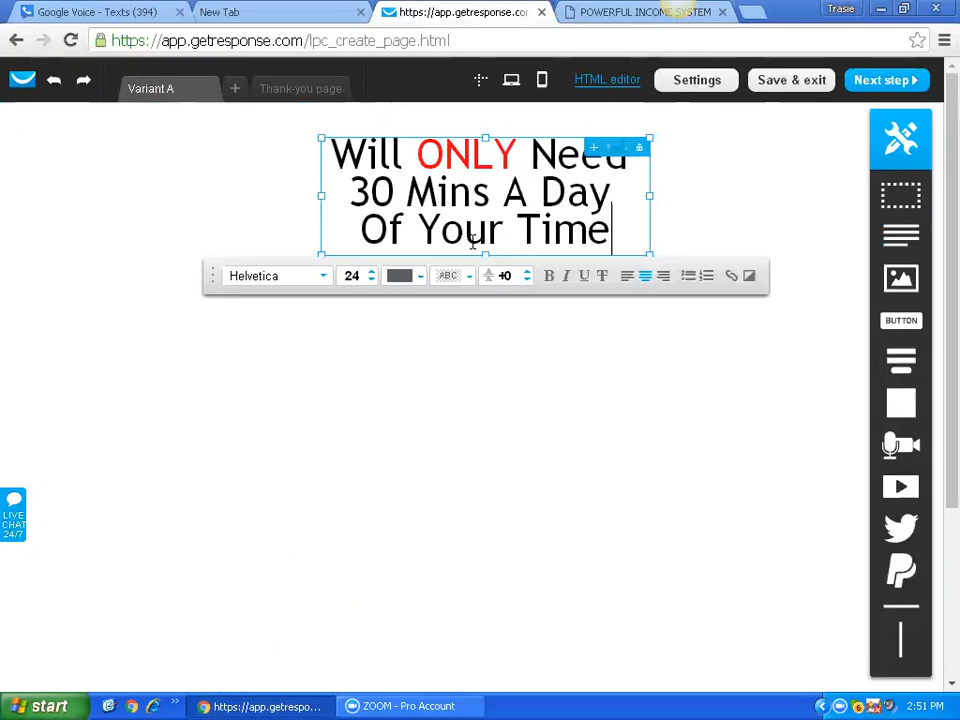 Google Voice - Texts (394)
New Tab
https://app.getresponse.cor
POWERFUL INCOME SYSTEM
Trasie
https://app.getresponse.com/lpc_create_page.html
Variant A
Thank-you page
HTML editor
Settings
Save & exit
Next step
Will ONLY Need
30 Mins A Day
Of Your Time
Helvetica
24
ABC
+0
B I U T
BUTTON
LIVE
CHAT
24/7
start
https://app.getrespo...
ZOOM - Pro Account
2:51 PM